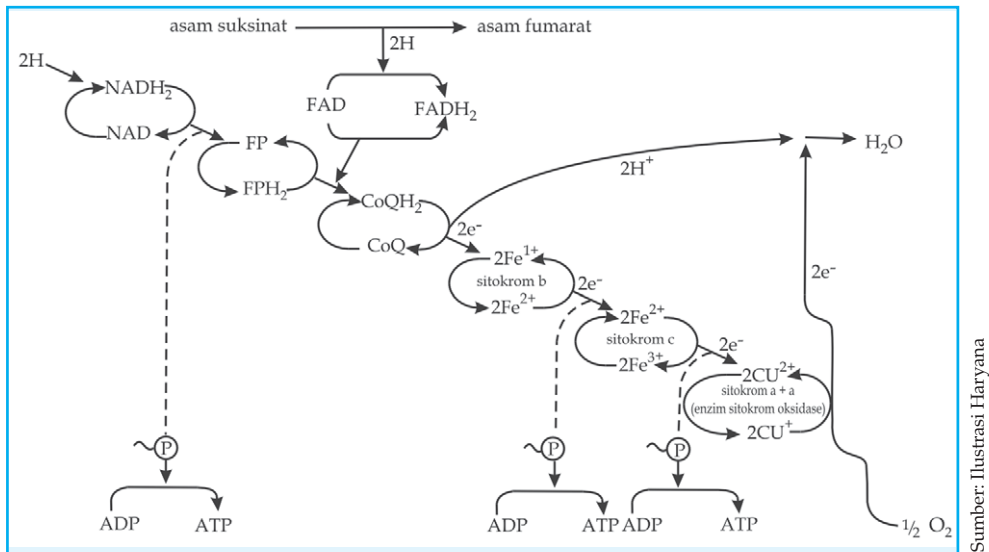 asam suksinat asam fumarat
2H
2H
NADH₂
FAD FADH₂
NAD FP
H₂O
2H⁺
FPH₂
CoQH₂
2e⁻
CoQ
2Fe¹⁺
2e⁻
sitokrom b 2e⁻
2Fe²⁺
2Fe²⁺
sitokrom c
2e⁻
2Fe³⁺
2CU²⁺
sitokrom a + a
(enzim sitokrom oksidase)
2CU⁺
P P P
ADP ATP ADP ATP ADP ATP
½ O₂
Sumber: Ilustrasi Haryana